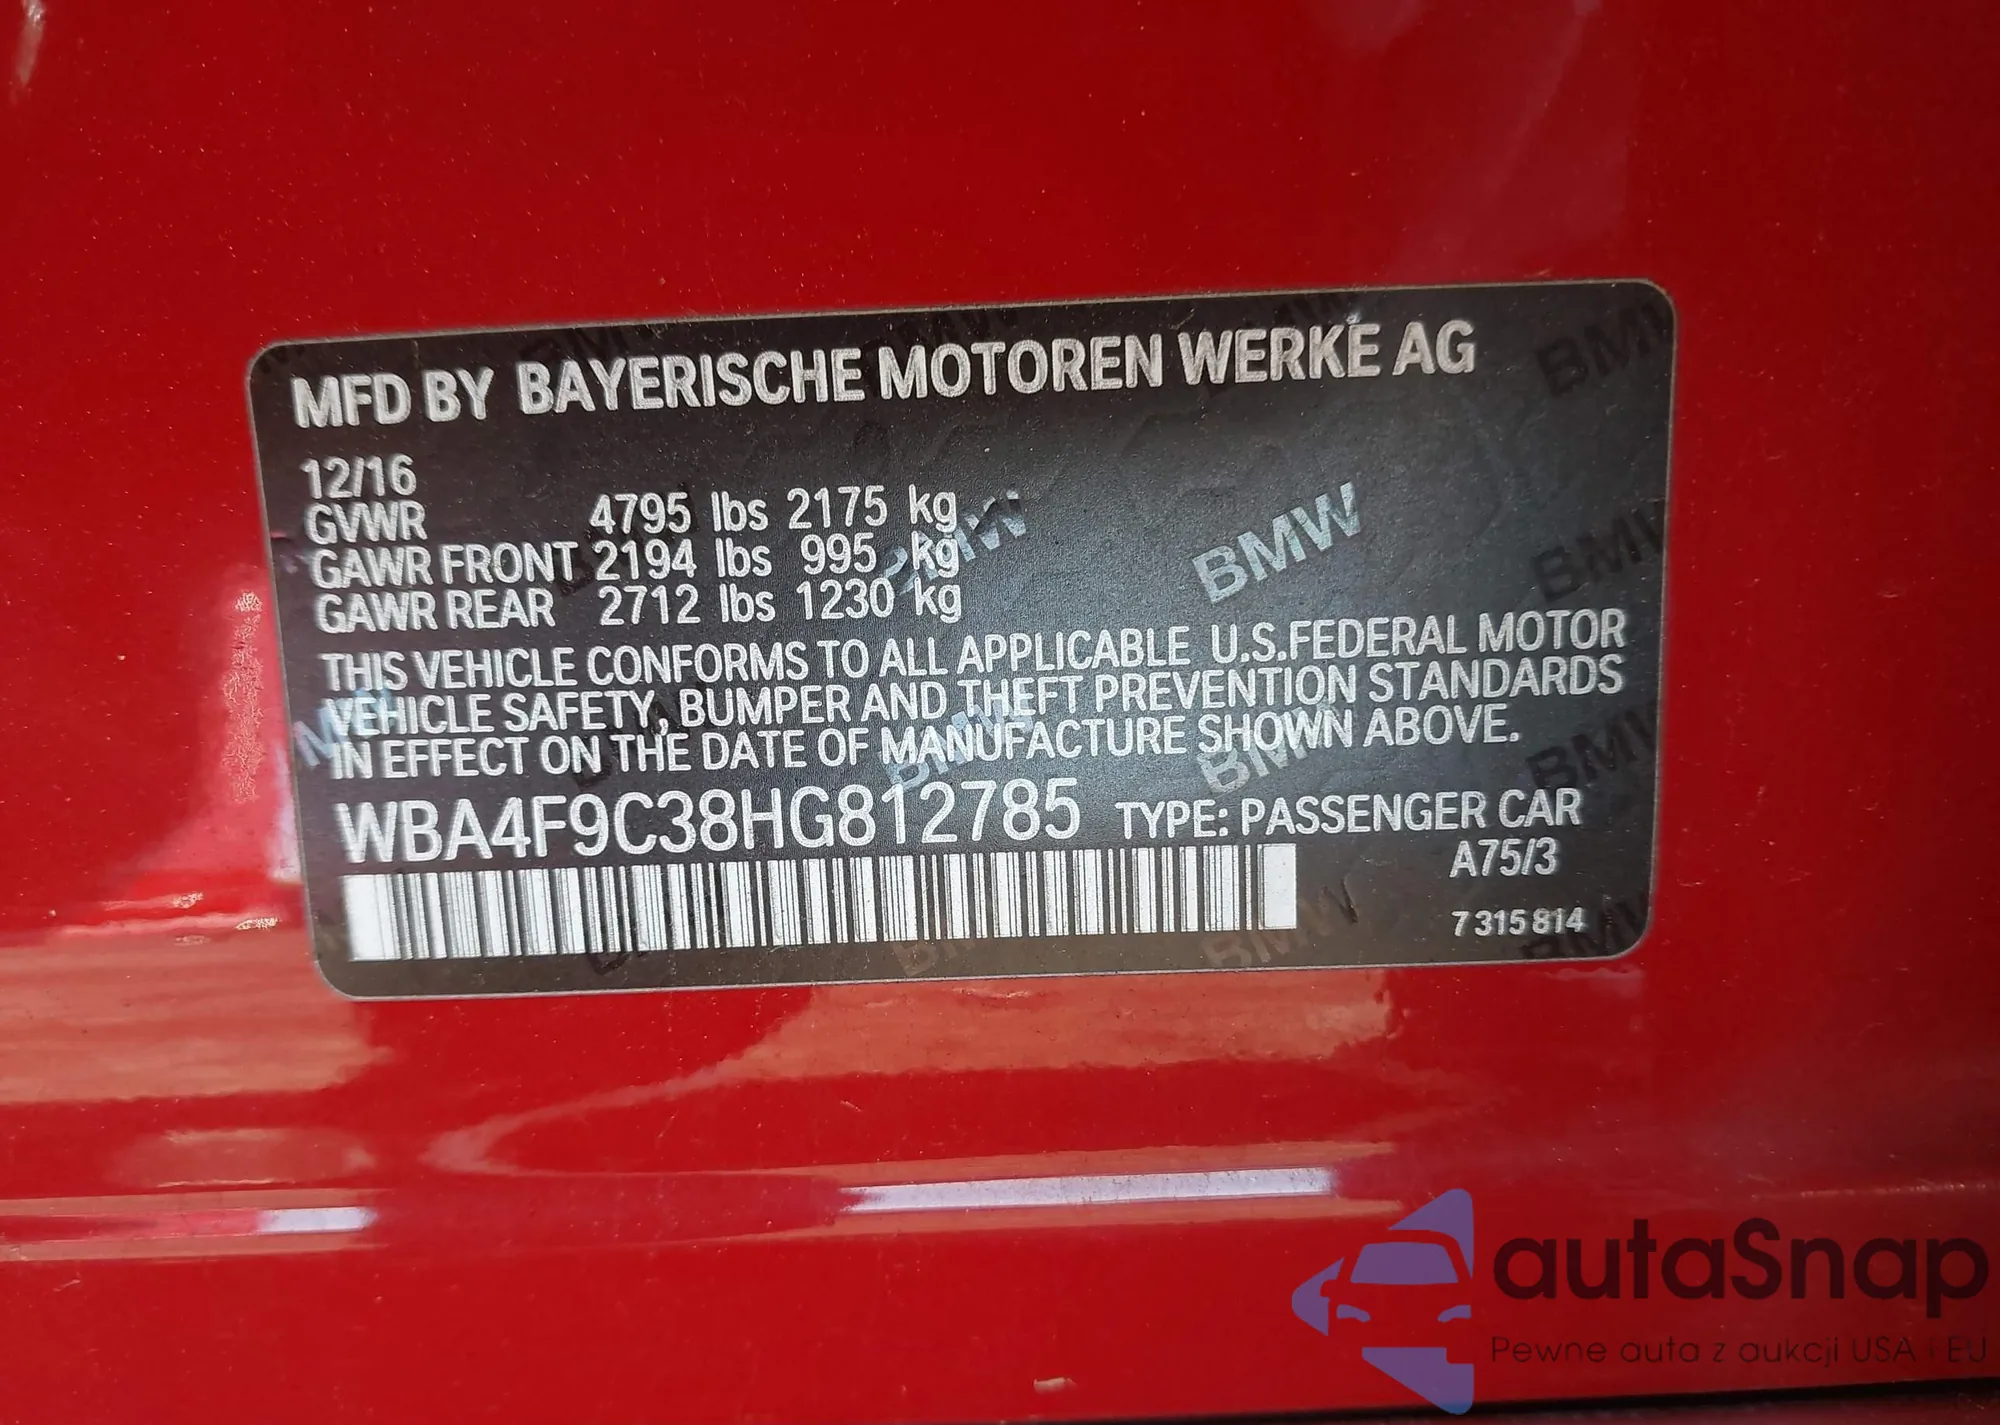 MFD BY BAYERISCHE MOTOREN WERKE AG
12/16
GVWR 4795 lbs 2175 kg
GAWR FRONT 2194 lbs 995 kg
GAWR REAR 2712 lbs 1230 kg
THIS VEHICLE CONFORMS TO ALL APPLICABLE U.S.FEDERAL MOTOR
VEHICLE SAFETY, BUMPER AND THEFT PREVENTION STANDARDS
IN EFFECT ON THE DATE OF MANUFACTURE SHOWN ABOVE.
WBA4F9C38HG812785 TYPE: PASSENGER CAR
A75/3
7 315 814
BMW
autaSnap
Pewne auta z aukcji USA i EU